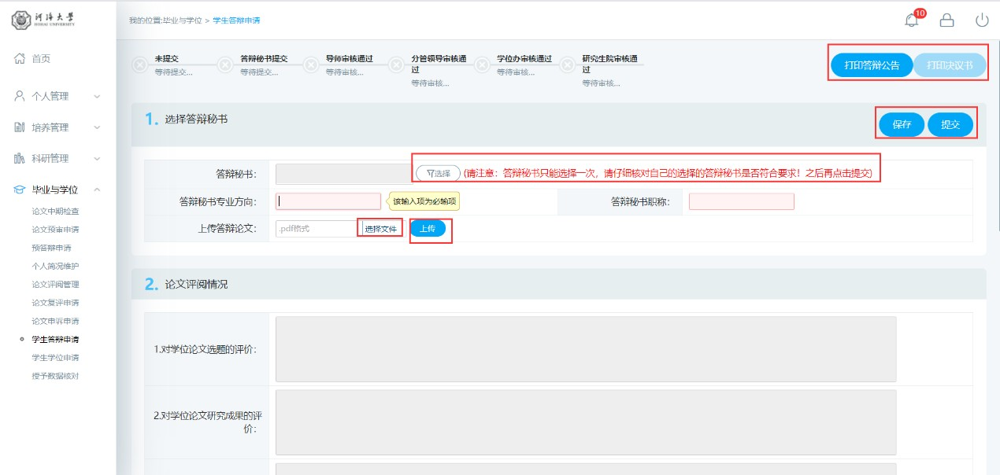 河海大学
HOHAI UNIVERSITY
我的位置:毕业与学位 > 学生答辩申请
10
首页
个人管理
培养管理
科研管理
毕业与学位
论文中期检查
论文预审申请
预答辩申请
个人简况维护
论文评阅管理
论文复评申请
论文申诉申请
学生答辩申请
学生学位申请
授予数据核对
未提交
等待提交...
答辩秘书提交
等待提交...
导师审核通过
等待审核...
分管领导审核通
过
等待审核...
学位办审核通过
等待审核...
研究生院审核通
过
等待审核...
打印答辩公告
打印决议书
1. 选择答辩秘书
保存
提交
答辩秘书：
选择
(请注意：答辩秘书只能选择一次，请仔细核对自己的选择的答辩秘书是否符合要求！之后再点击提交)
答辩秘书专业方向：
该输入项为必输项
答辩秘书职称：
上传答辩论文：
.pdf格式
选择文件
上传
2. 论文评阅情况
1.对学位论文选题的评价：
2.对学位论文研究成果的评
价：